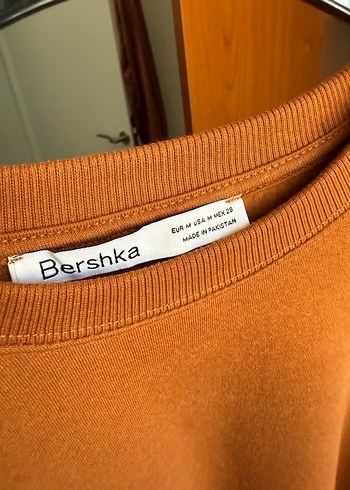 Bershka
EUR M USA M MEX 28
MADE IN PAKISTAN